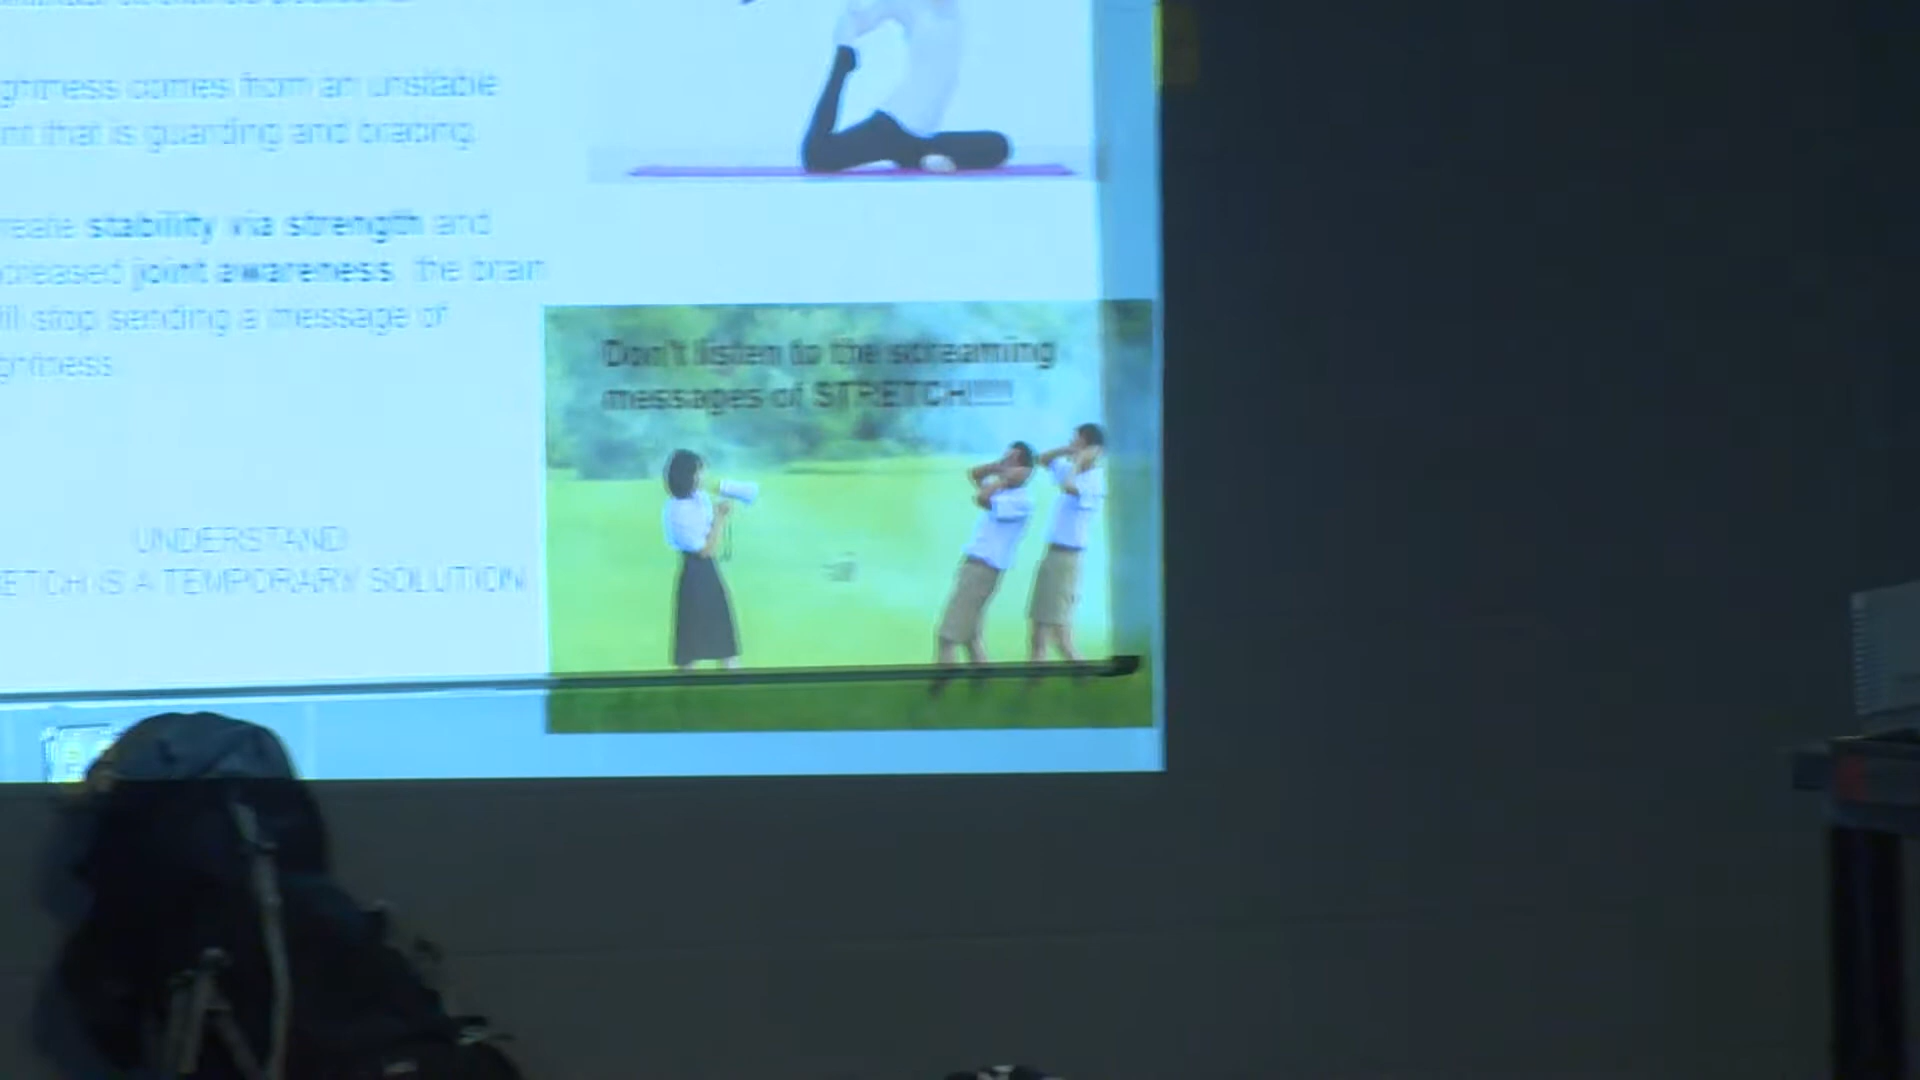 ghtness comes from an unstable
int that is guarding and bracing
reate stability via strength and
creased joint awareness the brain
ill stop sending a message of
ghtness
Don't listen to the screaming
messages of STRETCH!!!!!
UNDERSTAND
ETCH IS A TEMPORARY SOLUTION